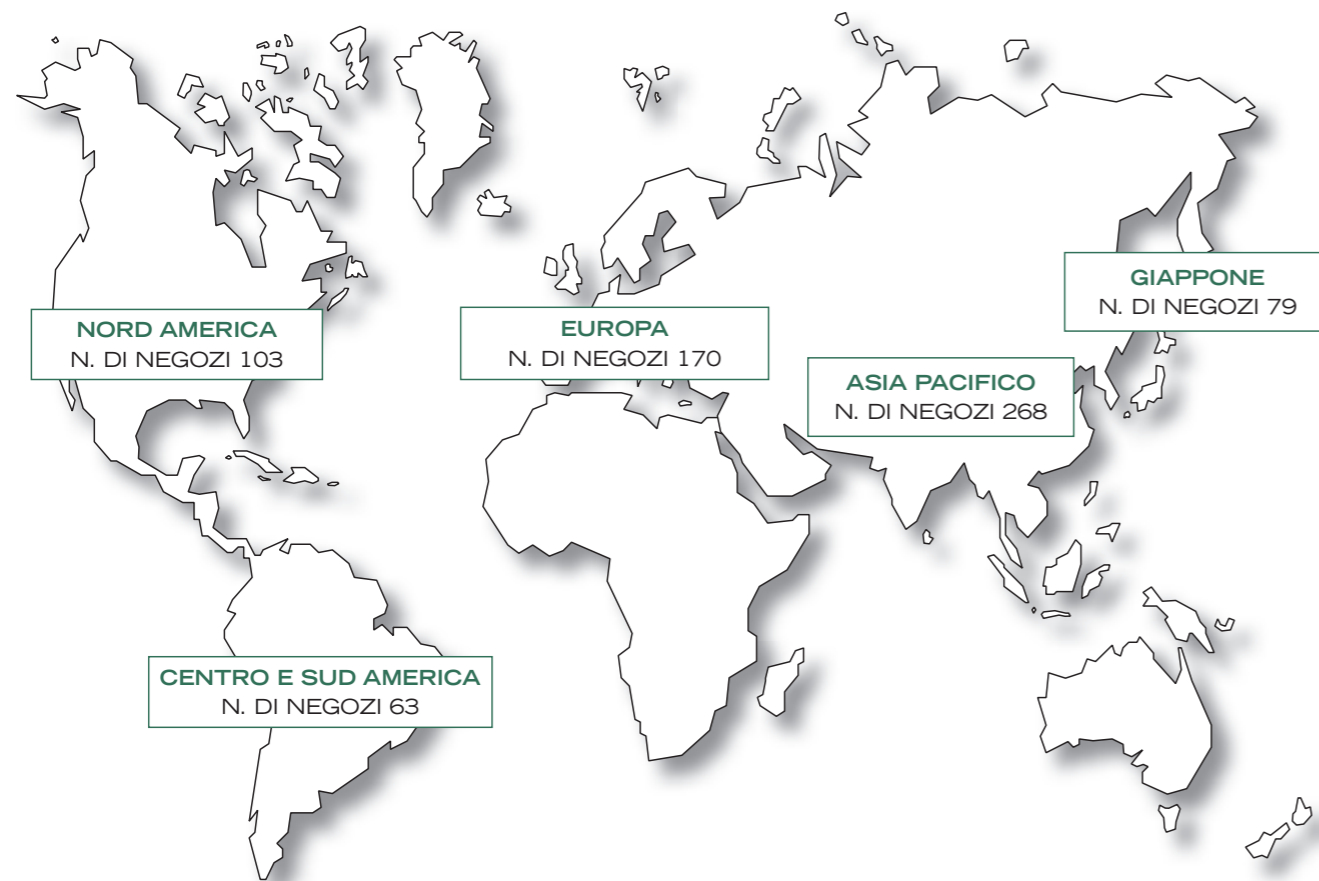 GIAPPONE
N. DI NEGOZI 79
NORD AMERICA
N. DI NEGOZI 103
EUROPA
N. DI NEGOZI 170
ASIA PACIFICO
N. DI NEGOZI 268
CENTRO E SUD AMERICA
N. DI NEGOZI 63